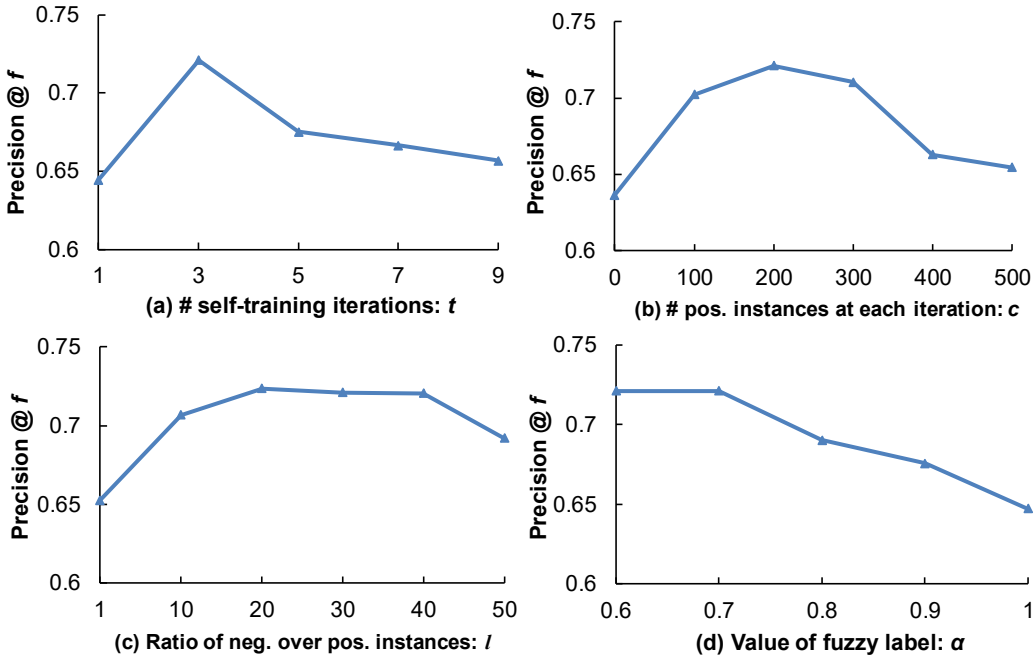 Precision @ f
0.75
0.7
0.65
0.6
1 3 5 7 9
(a) # self-training iterations: t
Precision @ f
0.75
0.7
0.65
0.6
0 100 200 300 400 500
(b) # pos. instances at each iteration: c
Precision @ f
0.75
0.7
0.65
0.6
1 10 20 30 40 50
(c) Ratio of neg. over pos. instances: l
Precision @ f
0.75
0.7
0.65
0.6
0.6 0.7 0.8 0.9 1
(d) Value of fuzzy label: α